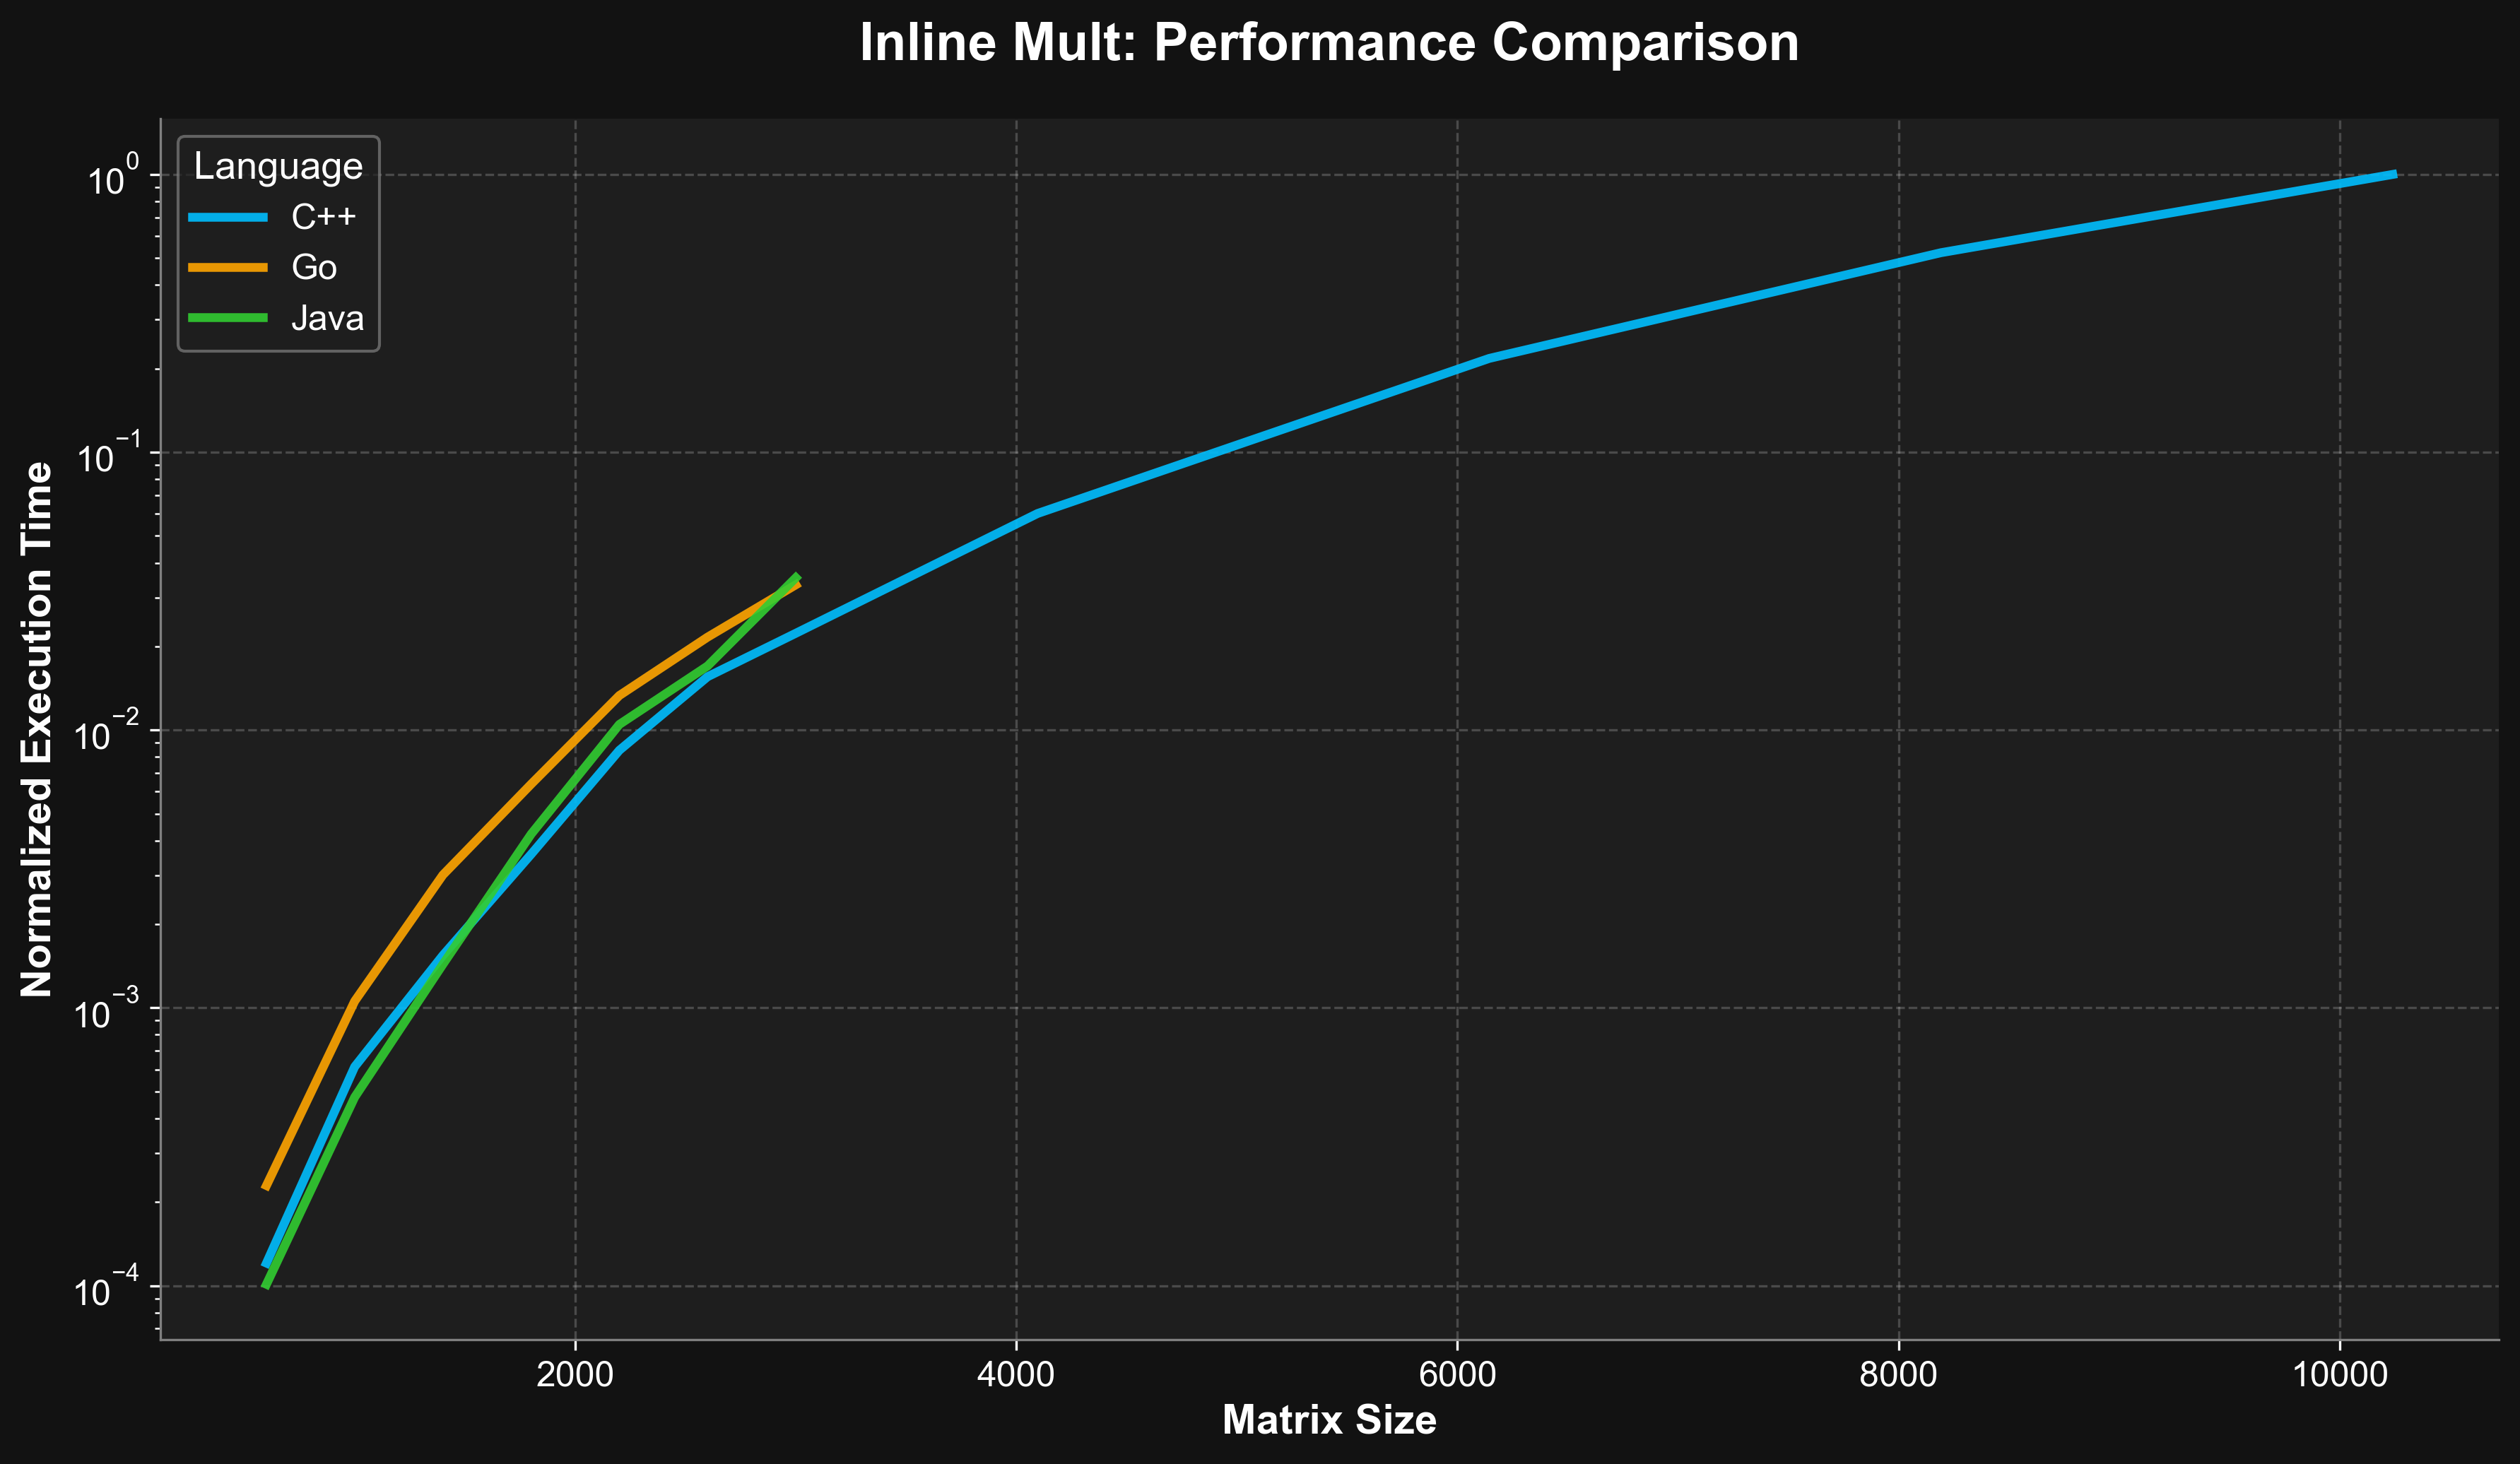 Inline Mult: Performance Comparison
Language
C++
Go
Java
10⁰
10⁻¹
10⁻²
10⁻³
10⁻⁴
Normalized Execution Time
2000 4000 6000 8000 10000
Matrix Size